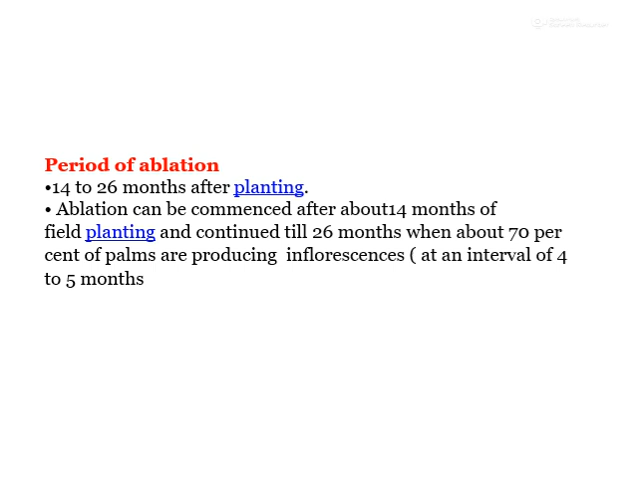 Period of ablation
•14 to 26 months after planting.
• Ablation can be commenced after about14 months of
field planting and continued till 26 months when about 70 per
cent of palms are producing  inflorescences ( at an interval of 4
to 5 months